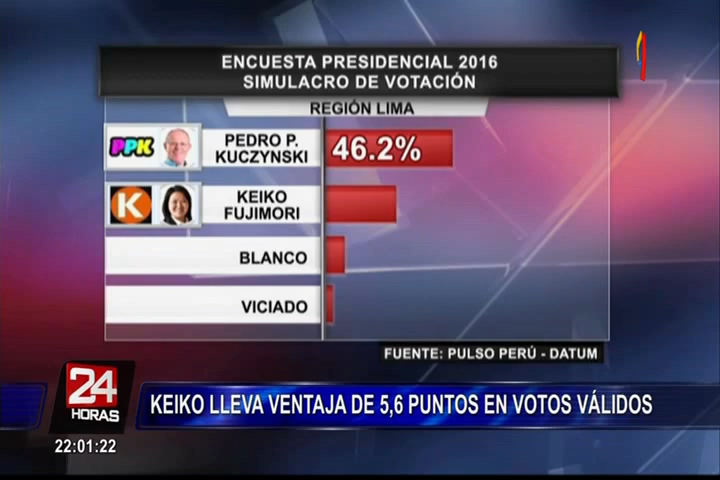 ENCUESTA PRESIDENCIAL 2016
SIMULACRO DE VOTACIÓN
REGIÓN LIMA
PPK
PEDRO P.
KUCZYNSKI
46.2%
K
KEIKO
FUJIMORI
BLANCO
VICIADO
FUENTE: PULSO PERÚ - DATUM
24
HORAS
KEIKO LLEVA VENTAJA DE 5,6 PUNTOS EN VOTOS VÁLIDOS
22:01:22